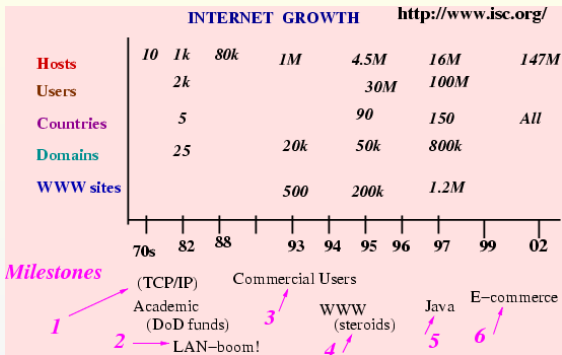 INTERNET GROWTH http://www.isc.org/
Hosts 10 1k 80k 1M 4.5M 16M 147M
Users 2k 30M 100M
Countries 5 90 150 All
Domains 25 20k 50k 800k
WWW sites 500 200k 1.2M
70s 82 88 93 94 95 96 97 99 02
Milestones
(TCP/IP) Commercial Users
1 Academic 3 WWW Java E-commerce
(DoD funds) (steroids)
2 LAN-boom! 4 5 6